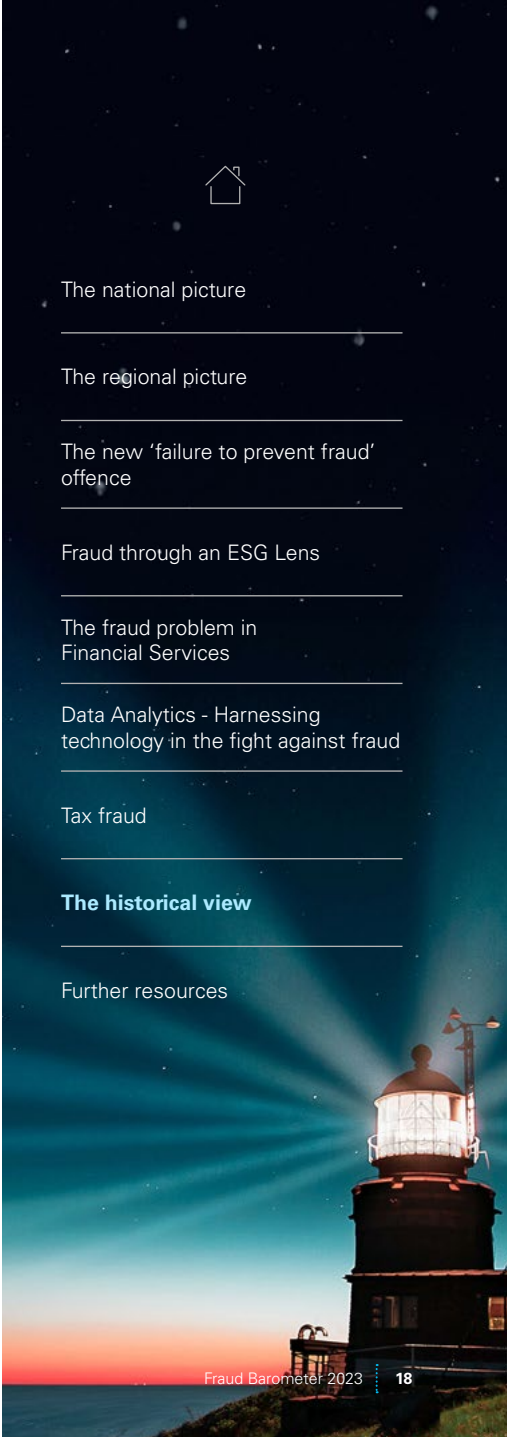 The national picture
The regional picture
The new ‘failure to prevent fraud’
offence
Fraud through an ESG Lens
The fraud problem in
Financial Services
Data Analytics - Harnessing
technology in the fight against fraud
Tax fraud
The historical view
Further resources
Fraud Barometer 2023 18